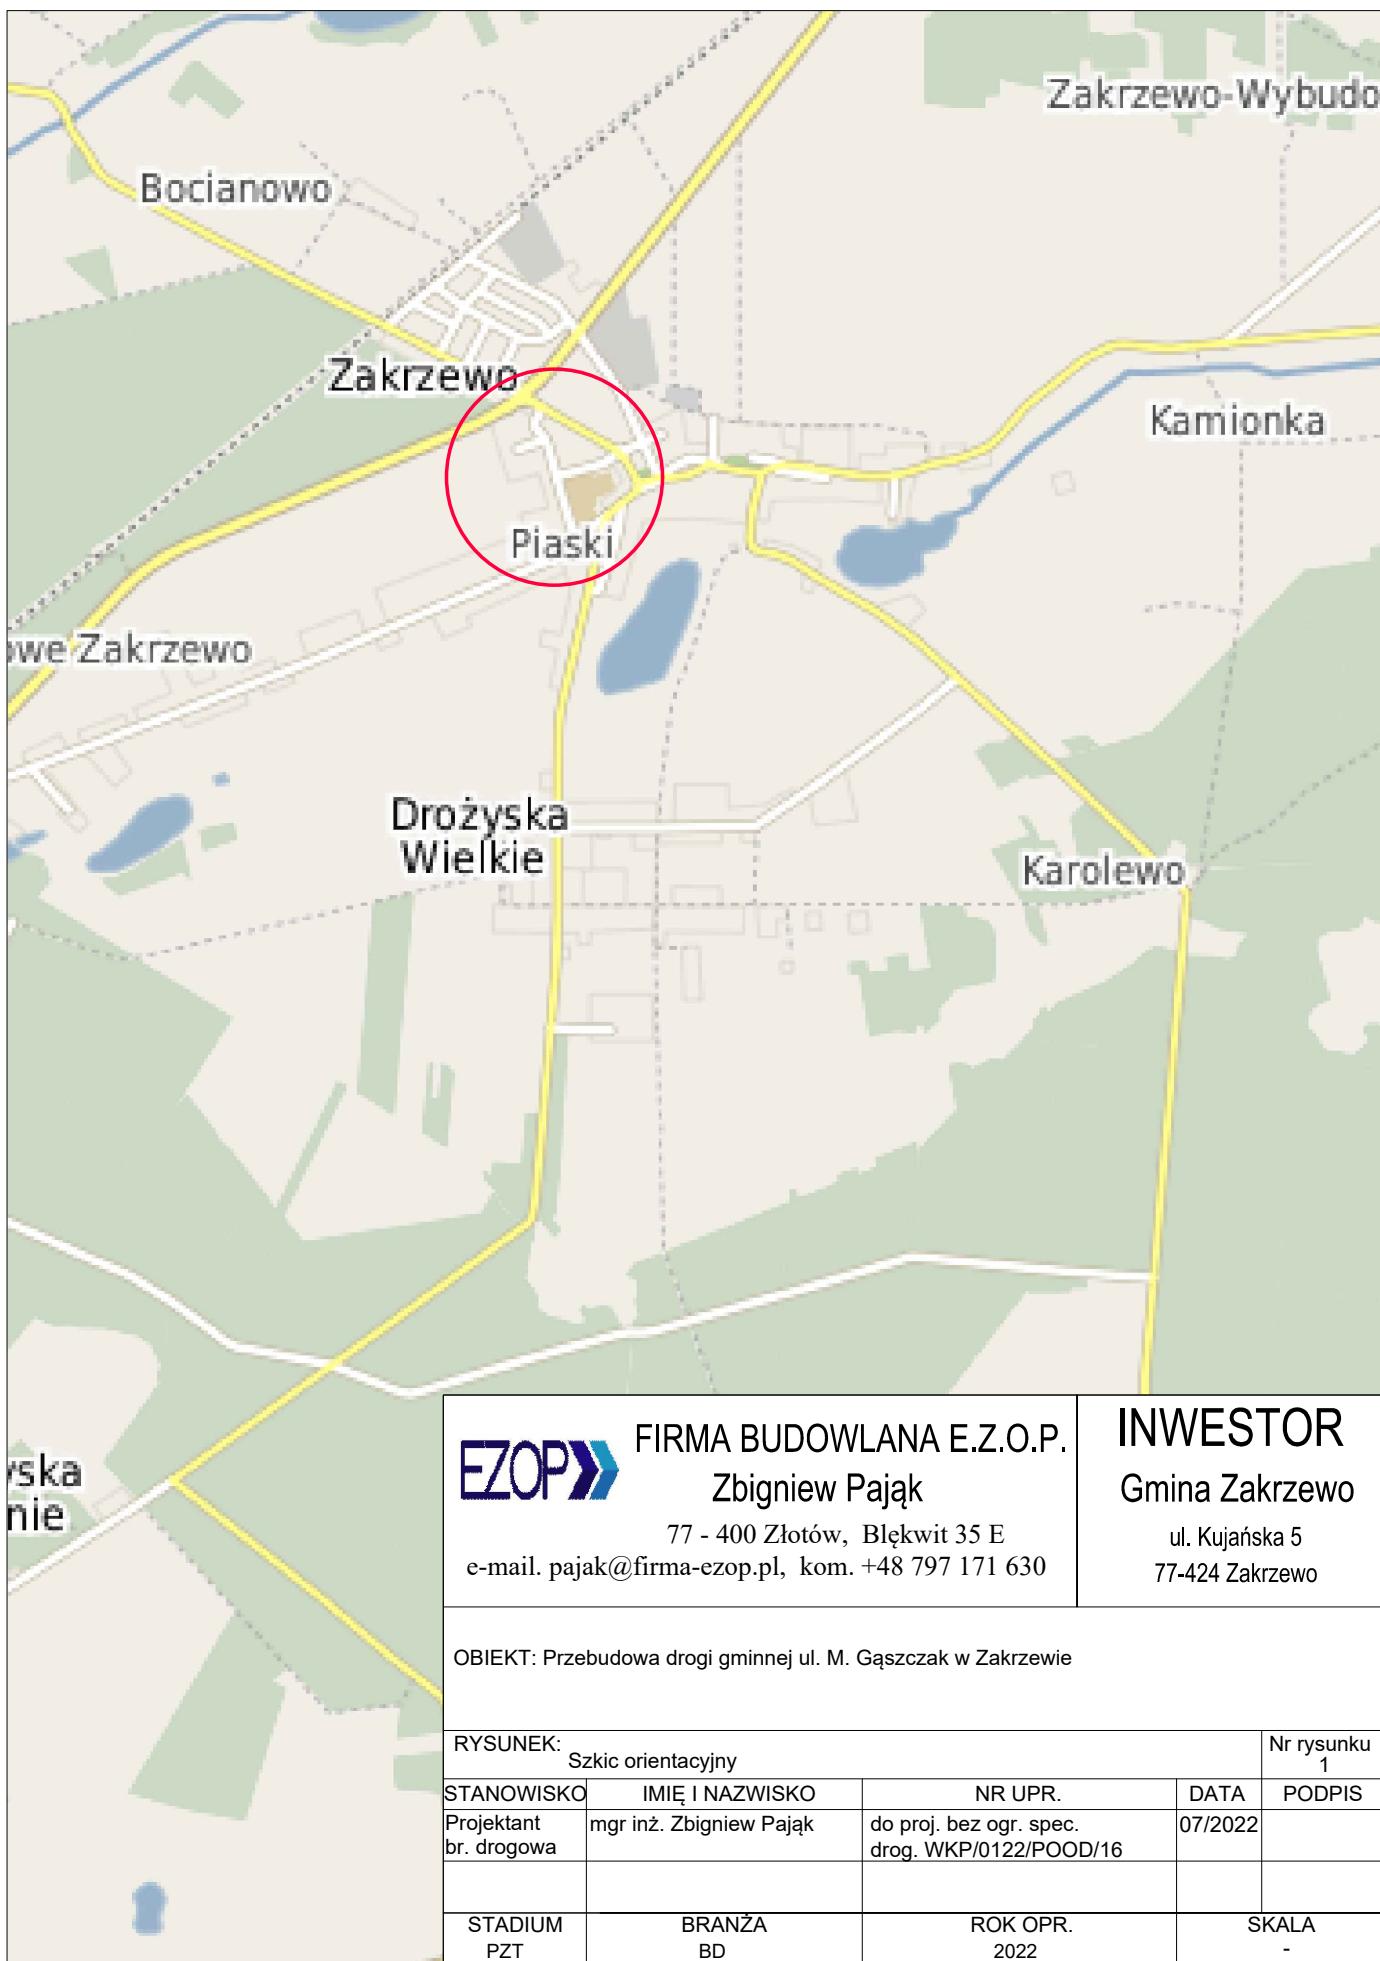 Zakrzewo-Wybudo
Bocianowo
Zakrzewo
Kamionka
Piaski
owe Zakrzewo
Drożyska
Wielkie
Karolewo
yska
nie
EZOP
FIRMA BUDOWLANA E.Z.O.P.
Zbigniew Pająk
77 - 400 Złotów, Blękwit 35 E
e-mail. pajak@firma-ezop.pl, kom. +48 797 171 630
INWESTOR
Gmina Zakrzewo
ul. Kujańska 5
77-424 Zakrzewo
OBIEKT: Przebudowa drogi gminnej ul. M. Gąszczak w Zakrzewie
RYSUNEK:
Szkic orientacyjny
Nr rysunku
1
STANOWISKO IMIĘ I NAZWISKO NR UPR. DATA PODPIS
Projektant mgr inż. Zbigniew Pająk do proj. bez ogr. spec. 07/2022
br. drogowa drog. WKP/0122/POOD/16
STADIUM BRANŻA ROK OPR. SKALA
PZT BD 2022 -